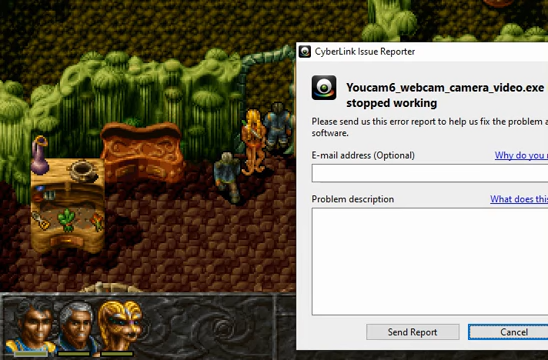 CyberLink Issue Reporter
Youcam6_webcam_camera_video.exe
stopped working
Please send us this error report to help us fix the problem a
software.
E-mail address (Optional) Why do you
Problem description What does this
Send Report Cancel